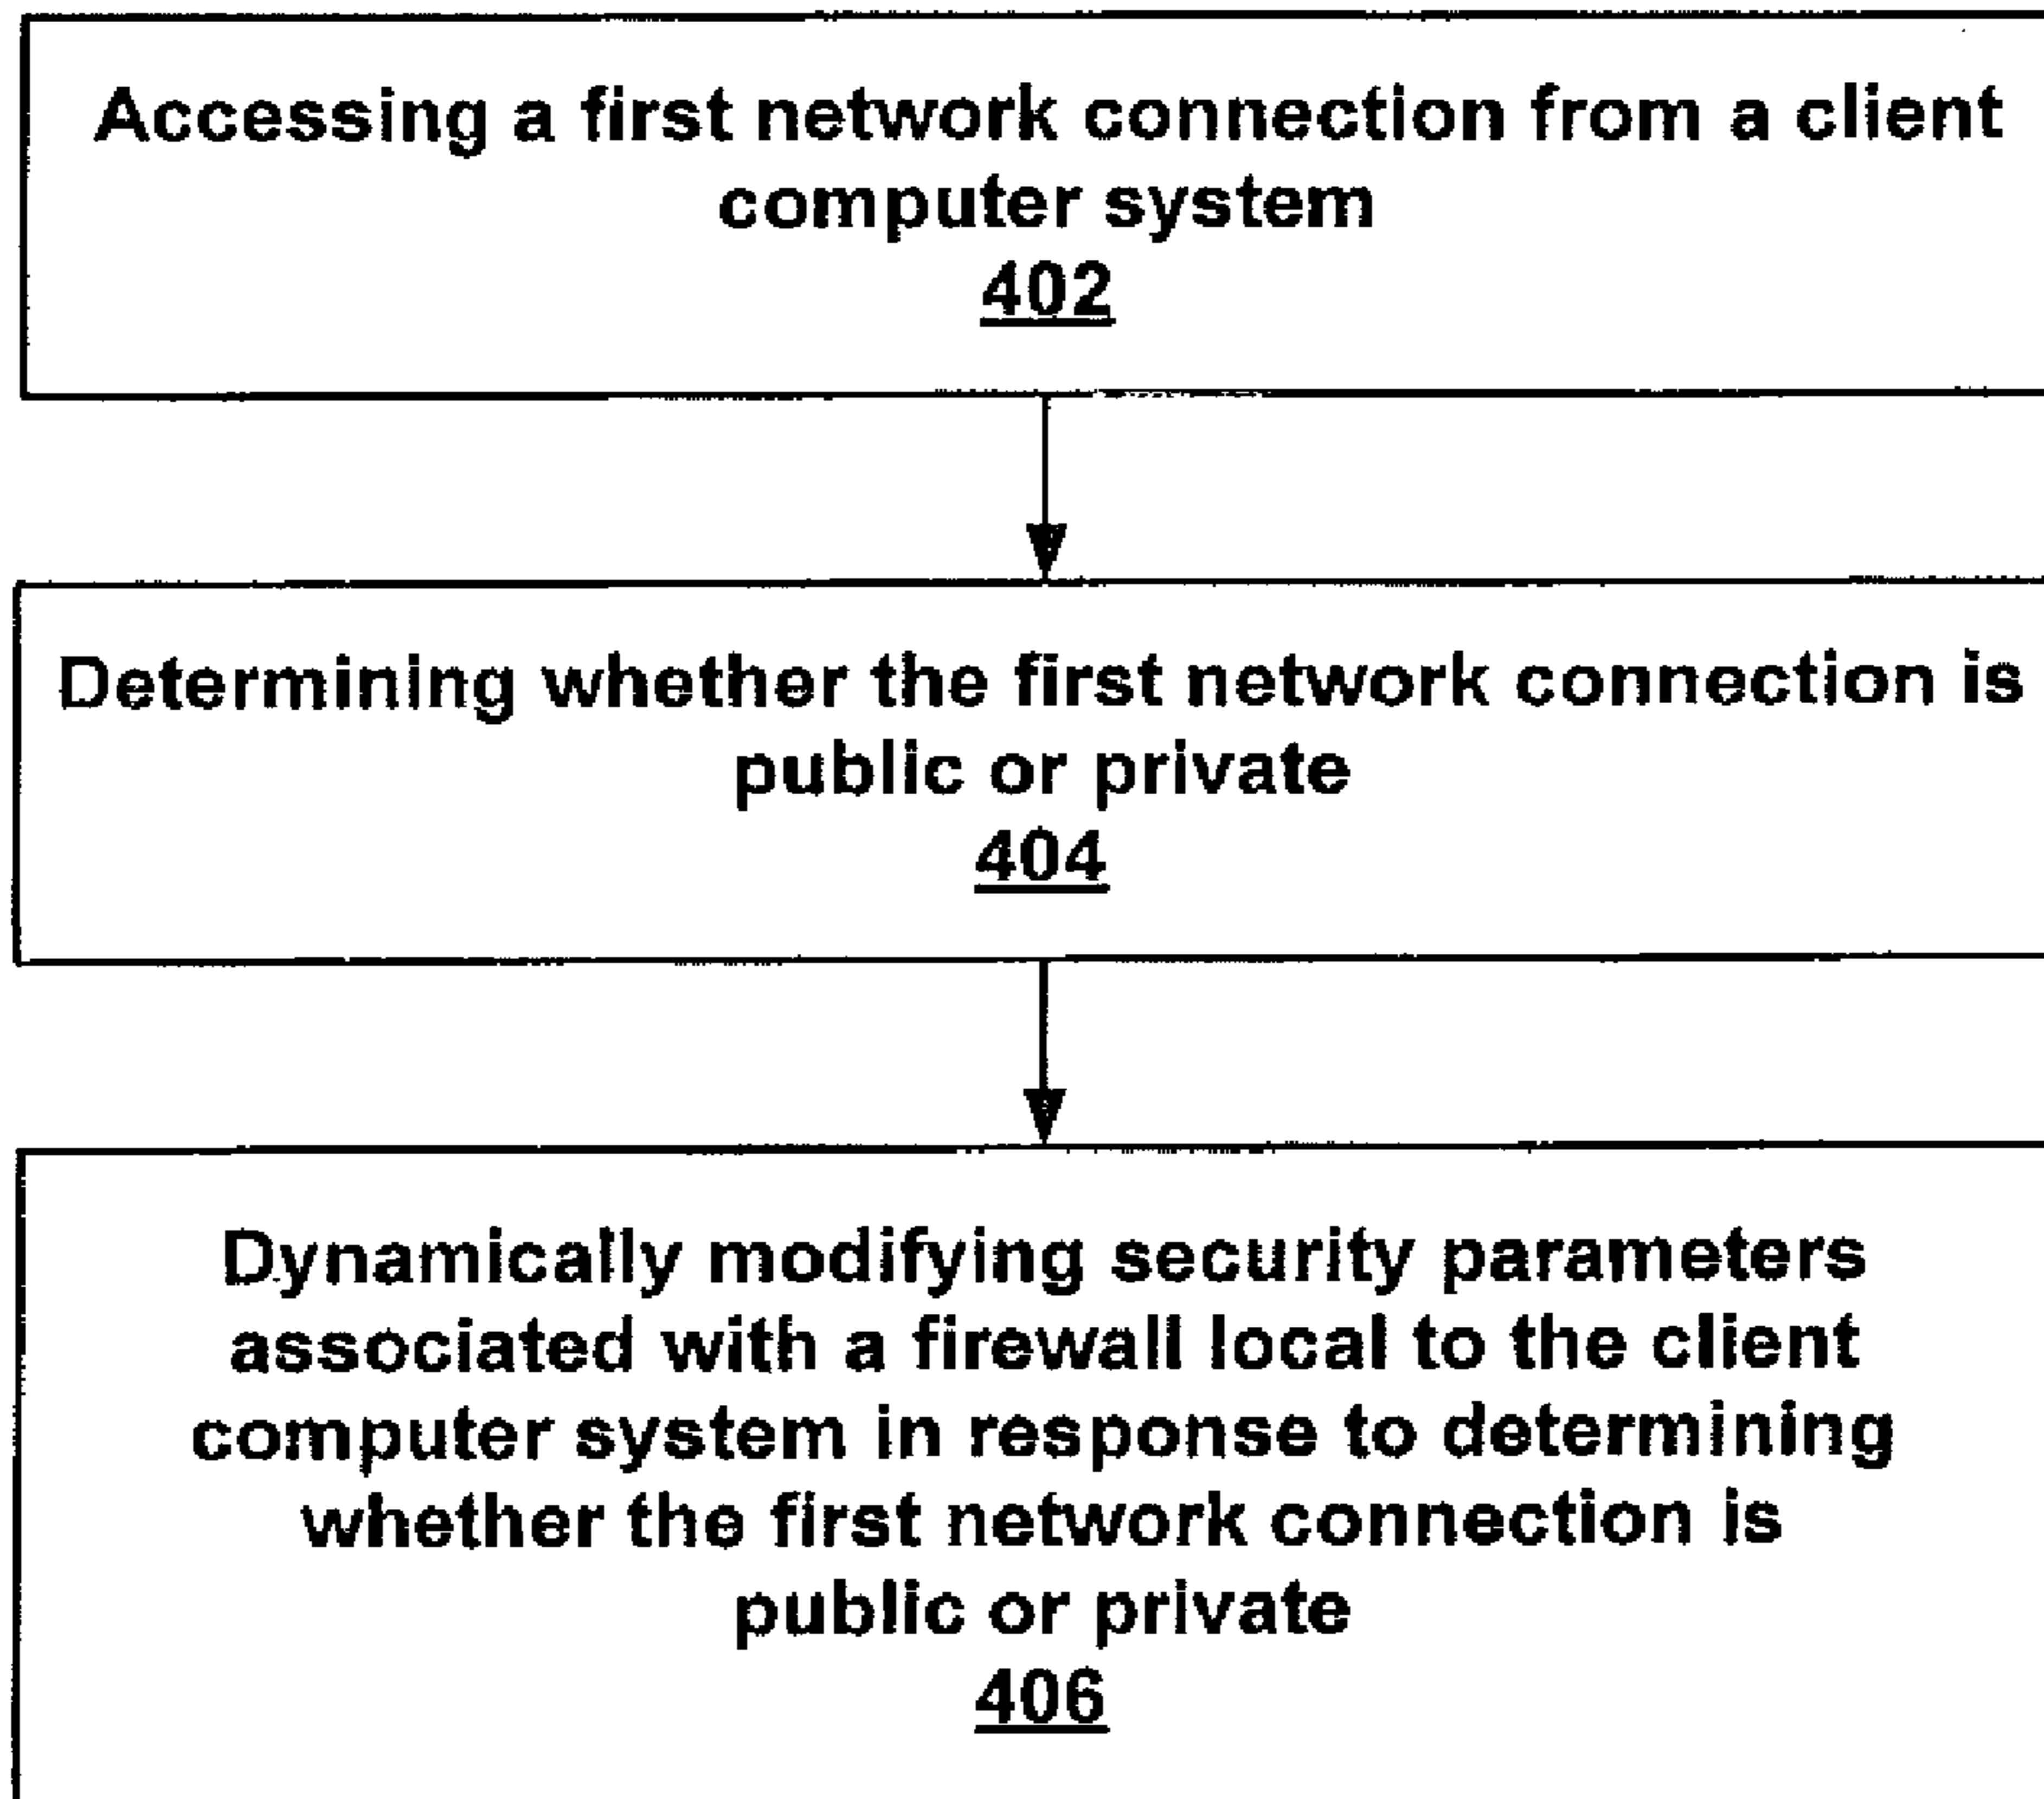 Accessing a first network connection from a client
computer system
402
Determining whether the first network connection is
public or private
404
Dynamically modifying security parameters
associated with a firewall local to the client
computer system in response to determining
whether the first network connection is
public or private
406